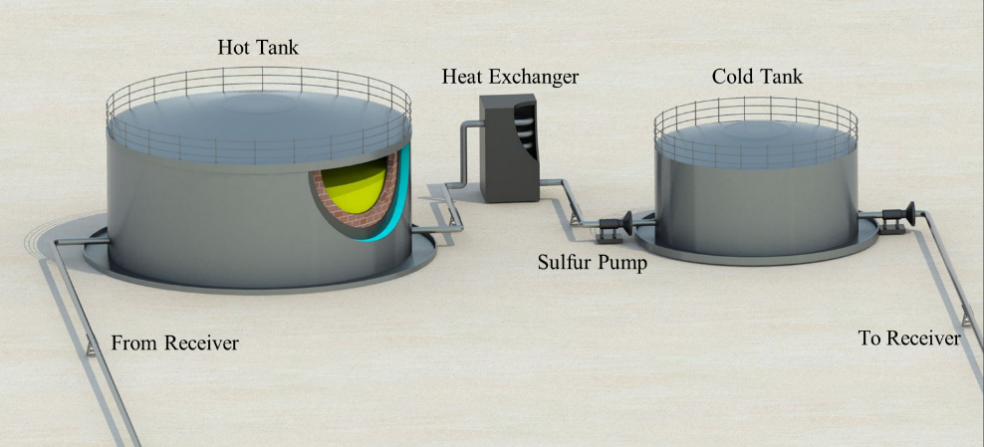 Hot Tank
Heat Exchanger
Cold Tank
Sulfur Pump
From Receiver
To Receiver